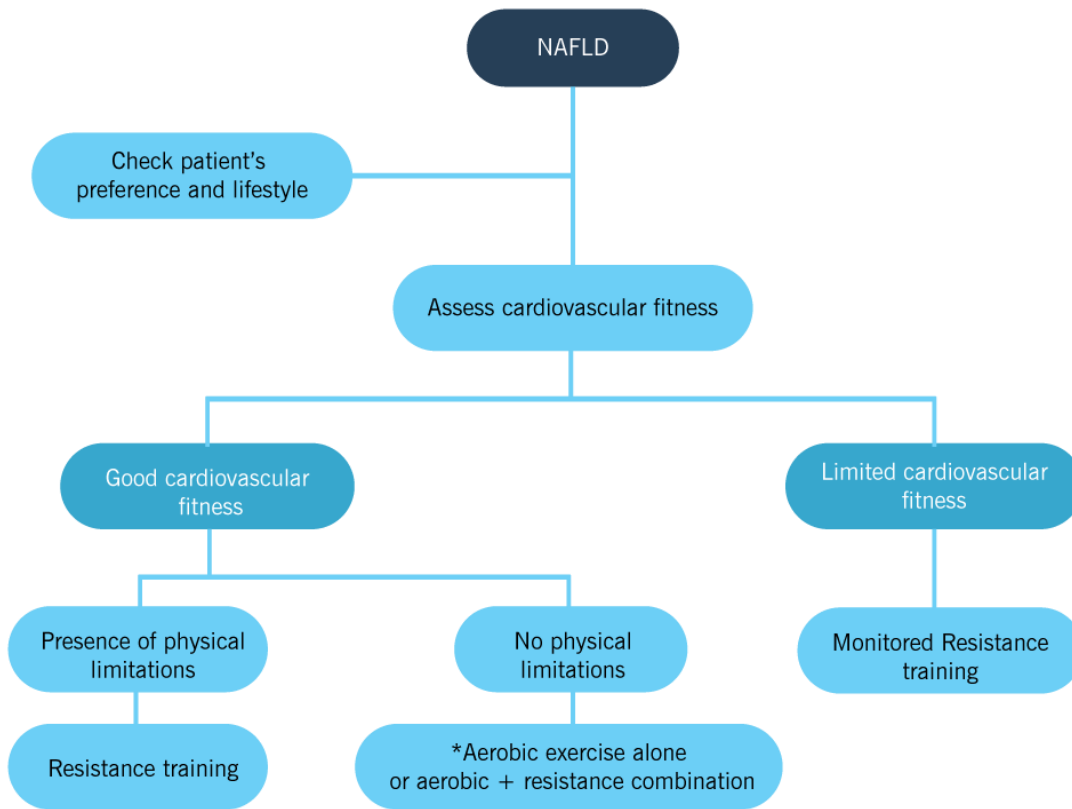 NAFLD
Check patient's
preference and lifestyle
Assess cardiovascular fitness
Good cardiovascular
fitness
Limited cardiovascular
fitness
Presence of physical
limitations
No physical
limitations
Monitored Resistance
training
Resistance training
*Aerobic exercise alone
or aerobic + resistance combination